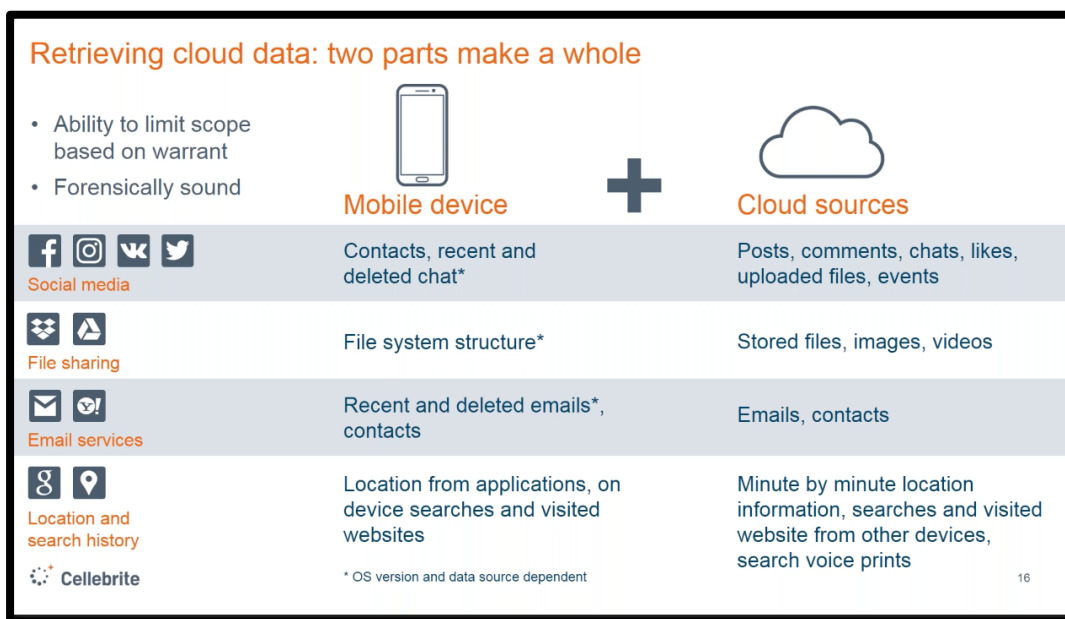 Retrieving cloud data: two parts make a whole
• Ability to limit scope
based on warrant
• Forensically sound
Mobile device
Cloud sources
Social media
Contacts, recent and
deleted chat*
Posts, comments, chats, likes,
uploaded files, events
File sharing
File system structure*
Stored files, images, videos
Email services
Recent and deleted emails*,
contacts
Emails, contacts
Location and
search history
Location from applications, on
device searches and visited
websites
Minute by minute location
information, searches and visited
website from other devices,
search voice prints
Cellebrite
* OS version and data source dependent
16